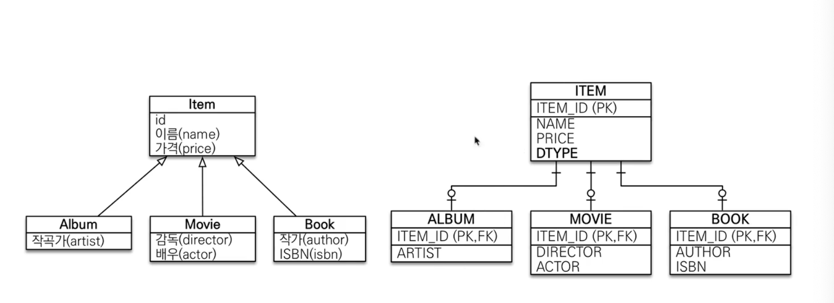 Item
id
이름(name)
가격(price)
Album
작곡가(artist)
Movie
감독(director)
배우(actor)
Book
작가(author)
ISBN(isbn)
ITEM
ITEM_ID (PK)
NAME
PRICE
DTYPE
ALBUM
ITEM_ID (PK,FK)
ARTIST
MOVIE
ITEM_ID (PK,FK)
DIRECTOR
ACTOR
BOOK
ITEM_ID (PK,FK)
AUTHOR
ISBN